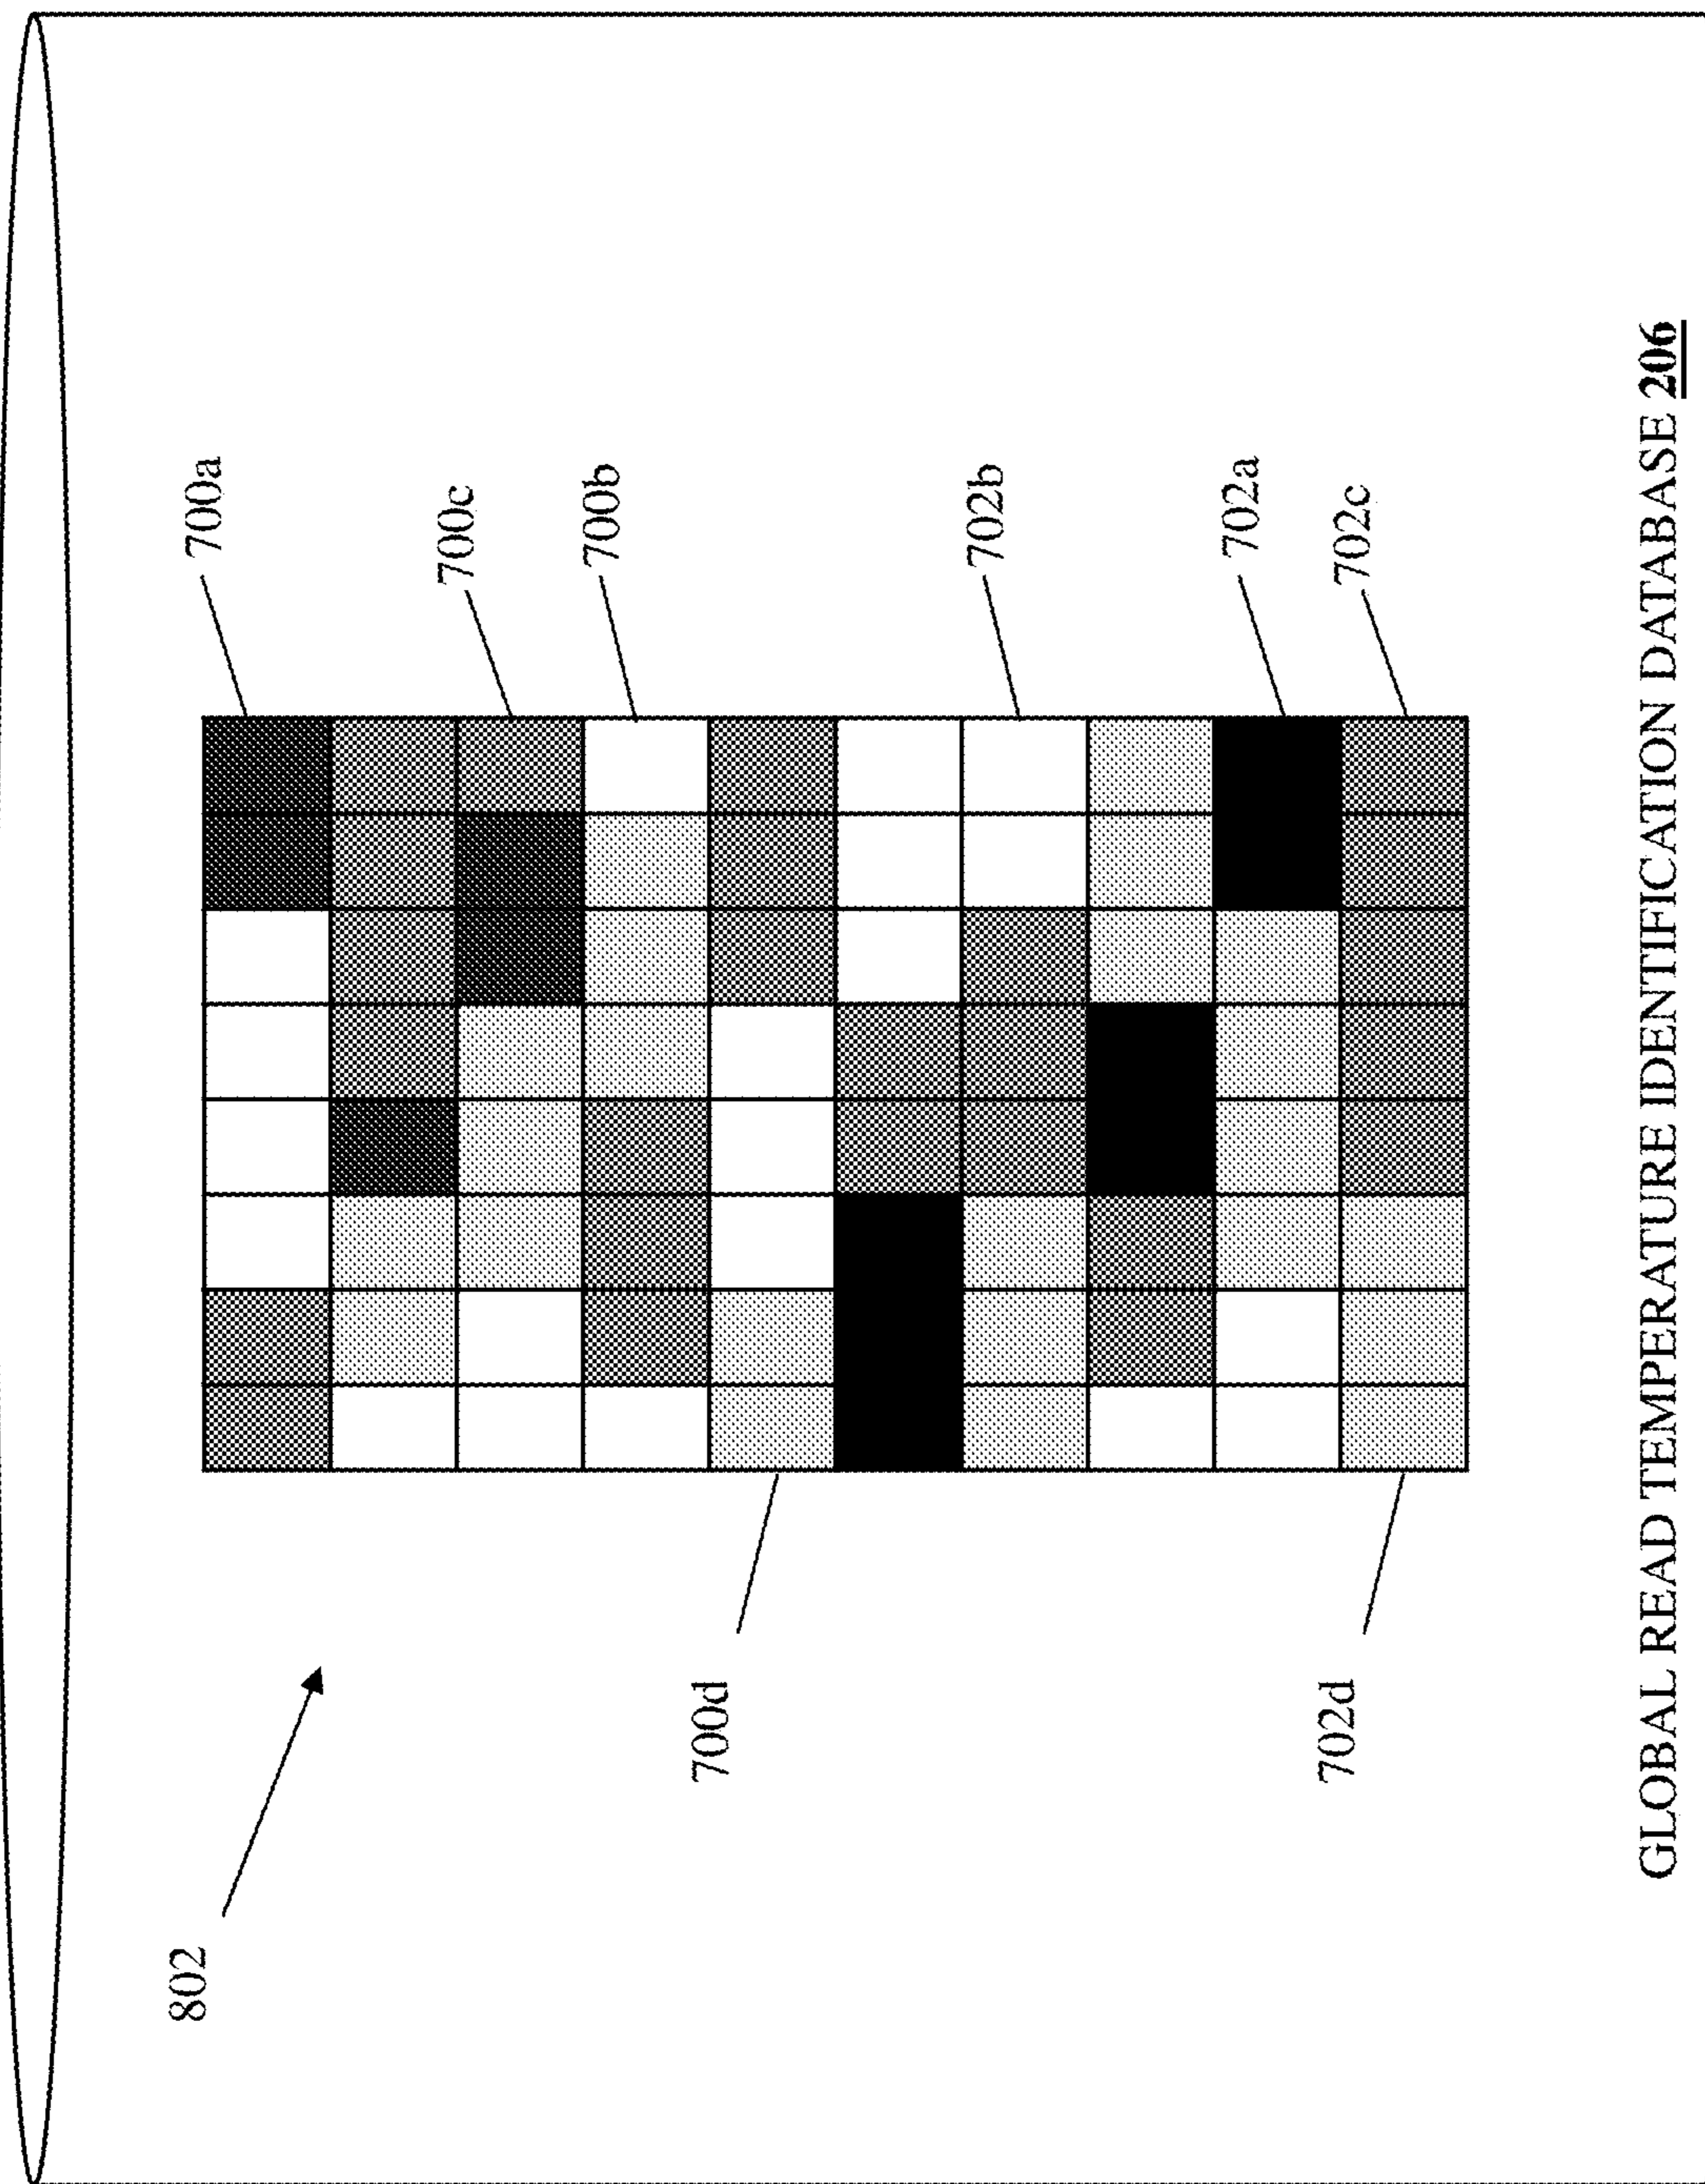 802
700a
700c
700b
700d
702b
702a
702c
702d
GLOBAL READ TEMPERATURE IDENTIFICATION DATABASE 206